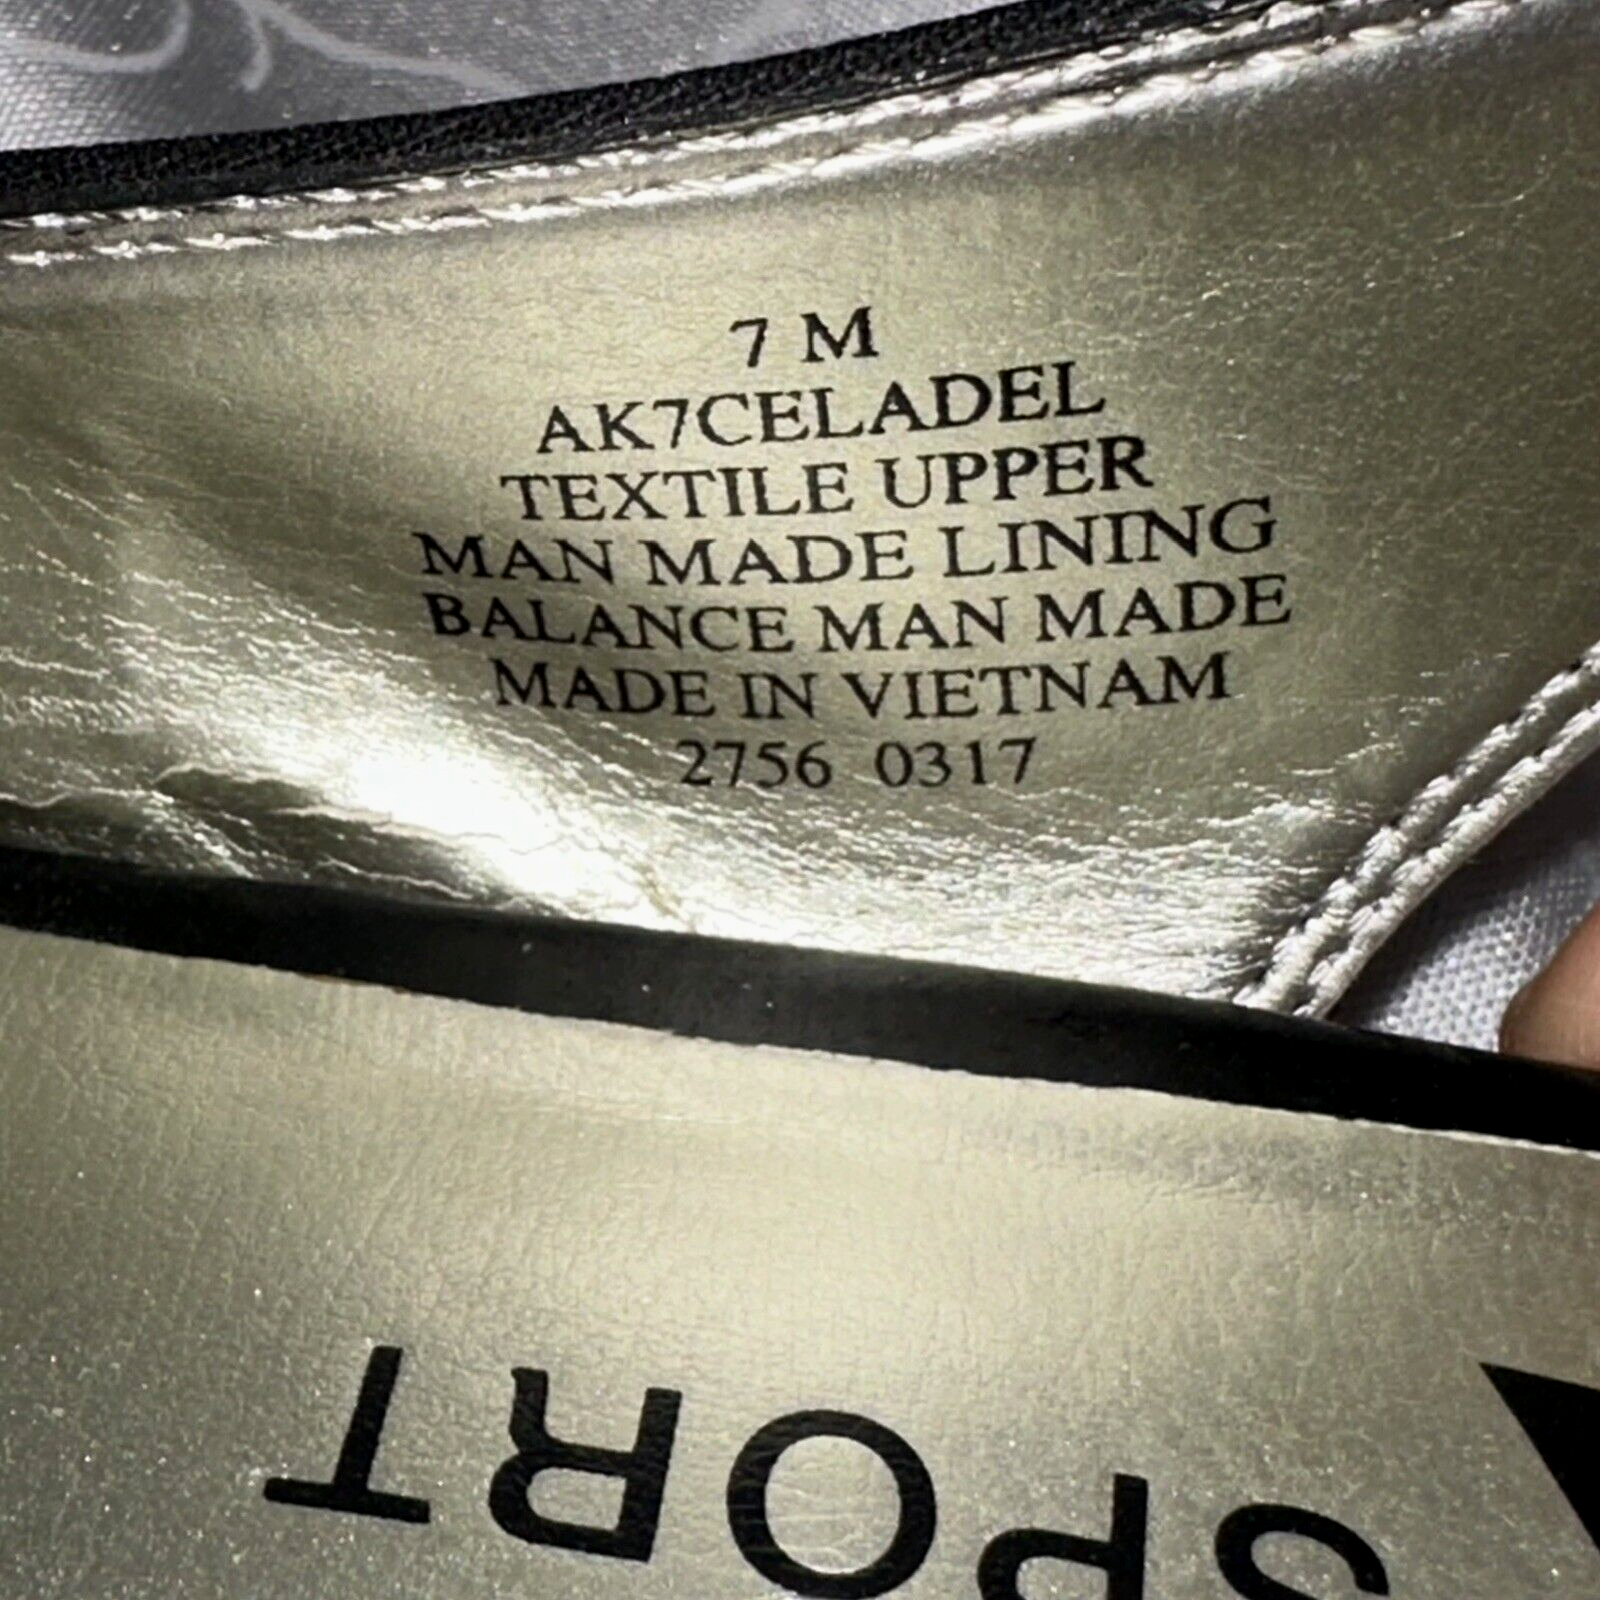 7 M
AK7CELADEL
TEXTILE UPPER
MAN MADE LINING
BALANCE MAN MADE
MADE IN VIETNAM
2756 0317
SPORT